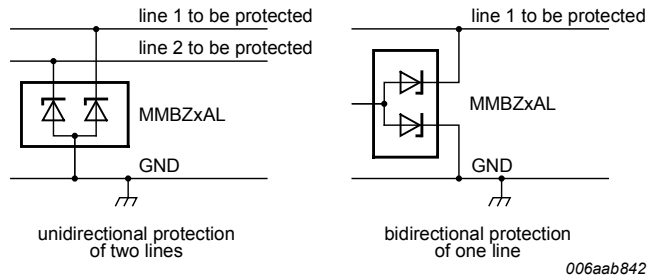 line 1 to be protected
line 2 to be protected
MMBZxAL
GND
unidirectional protection
of two lines
line 1 to be protected
MMBZxAL
GND
bidirectional protection
of one line
006aab842